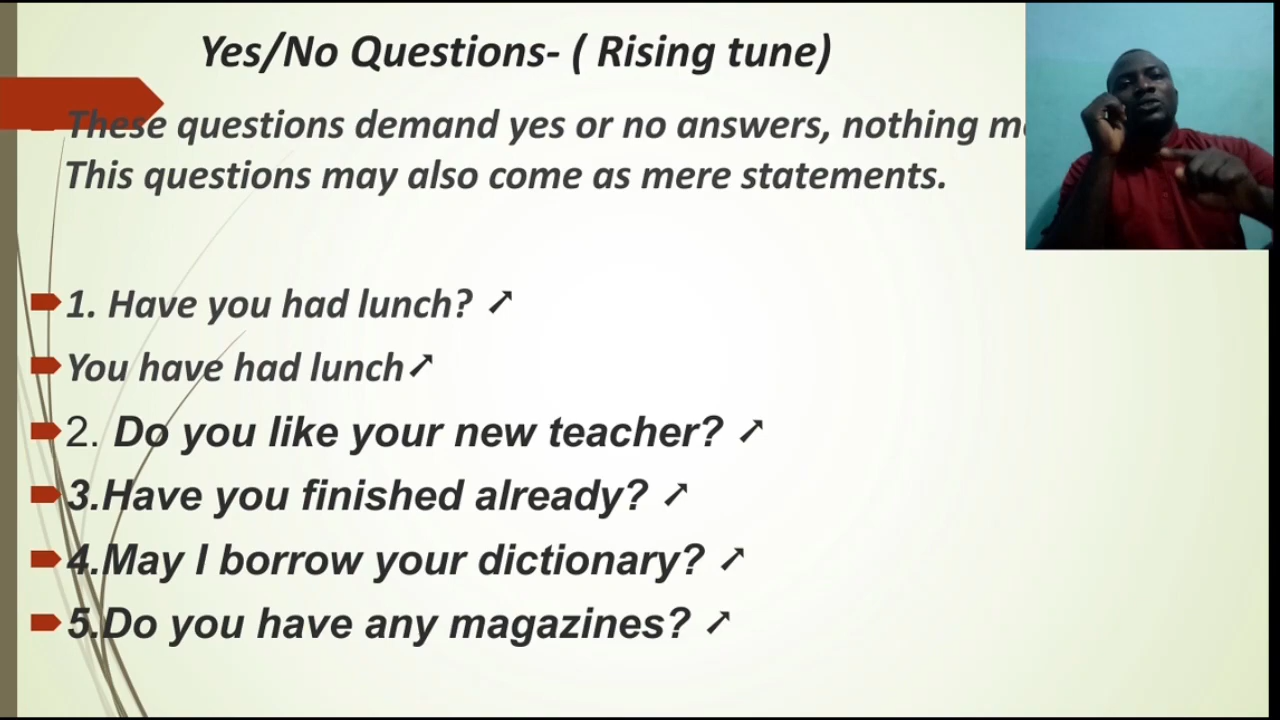 Yes/No Questions- ( Rising tune)
These questions demand yes or no answers, nothing
This questions may also come as mere statements.
1. Have you had lunch? ↗
You have had lunch↗
2. Do you like your new teacher? ↗
3.Have you finished already? ↗
4.May I borrow your dictionary? ↗
5.Do you have any magazines? ↗